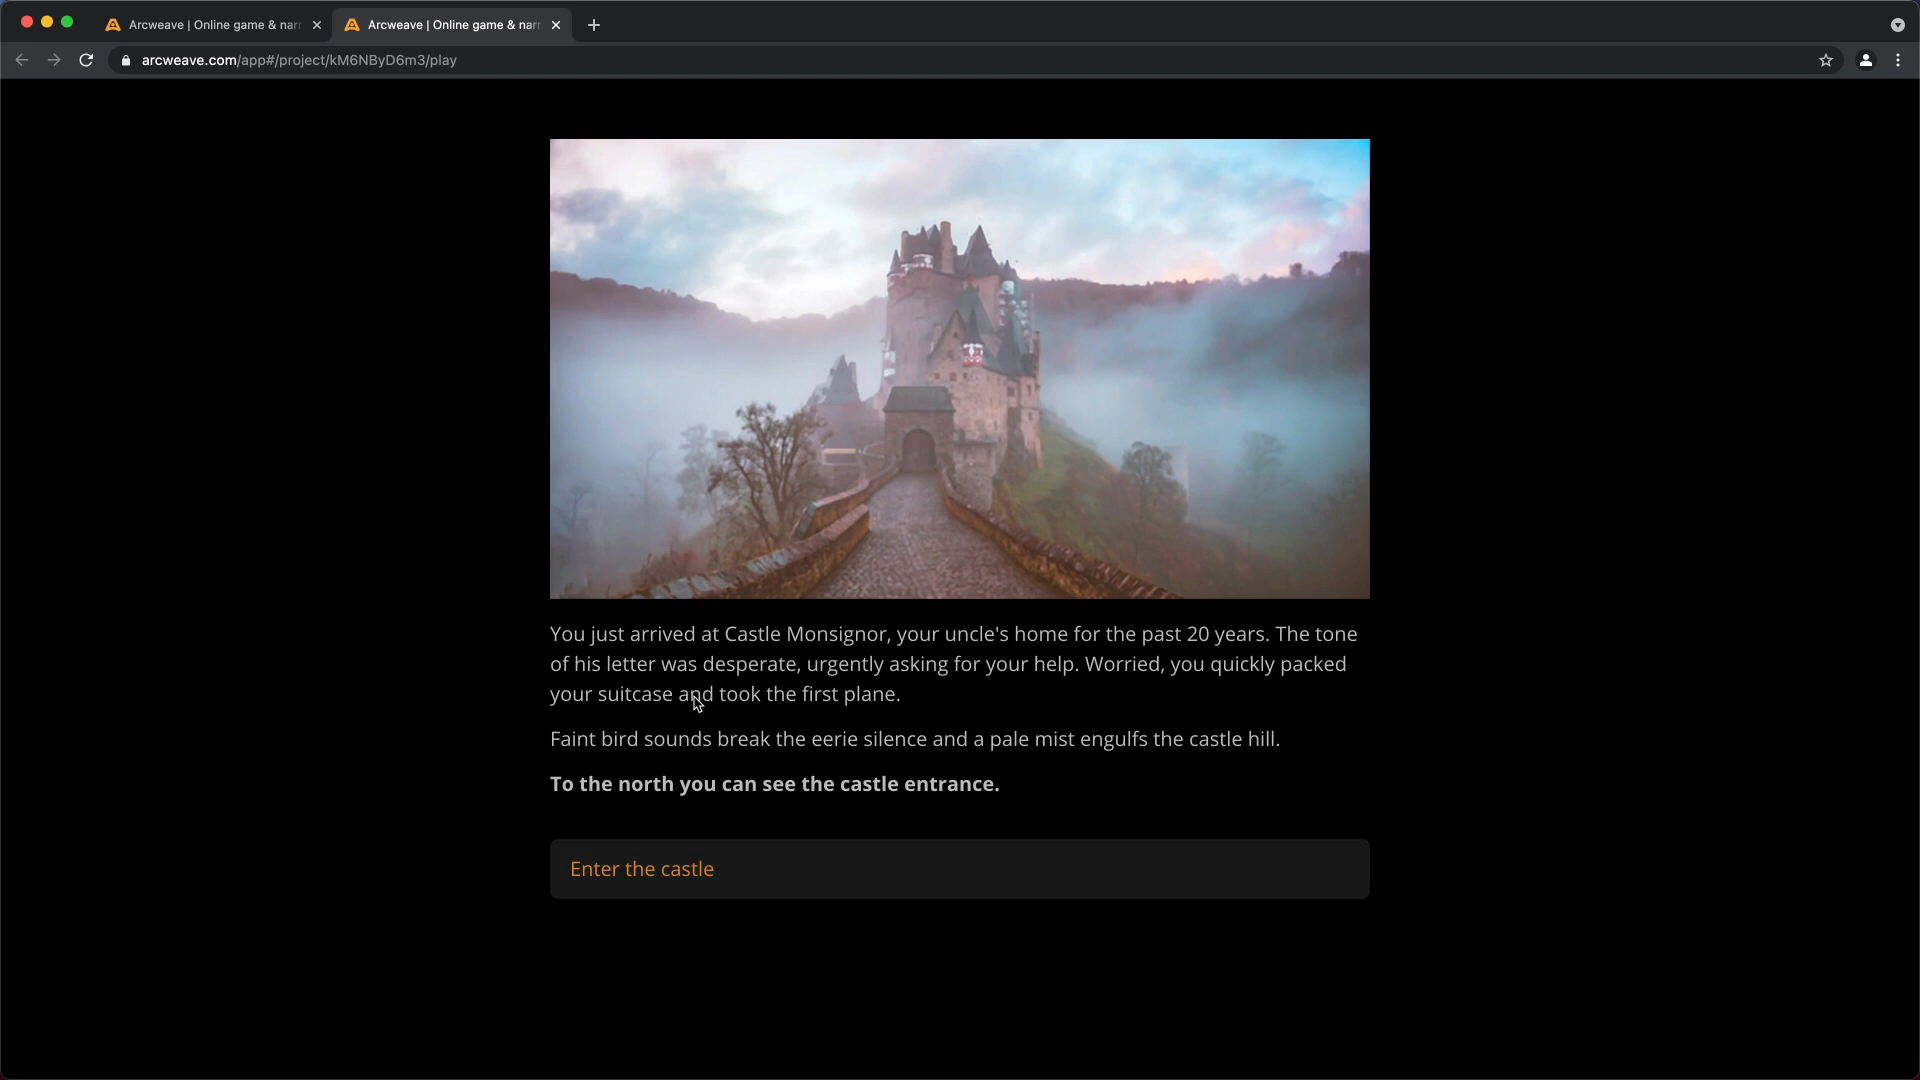 Arcweave | Online game & narr
Arcweave | Online game & narr
arcweave.com/app#/project/kM6NByD6m3/play
You just arrived at Castle Monsignor, your uncle's home for the past 20 years. The tone
of his letter was desperate, urgently asking for your help. Worried, you quickly packed
your suitcase and took the first plane.
Faint bird sounds break the eerie silence and a pale mist engulfs the castle hill.
To the north you can see the castle entrance.
Enter the castle